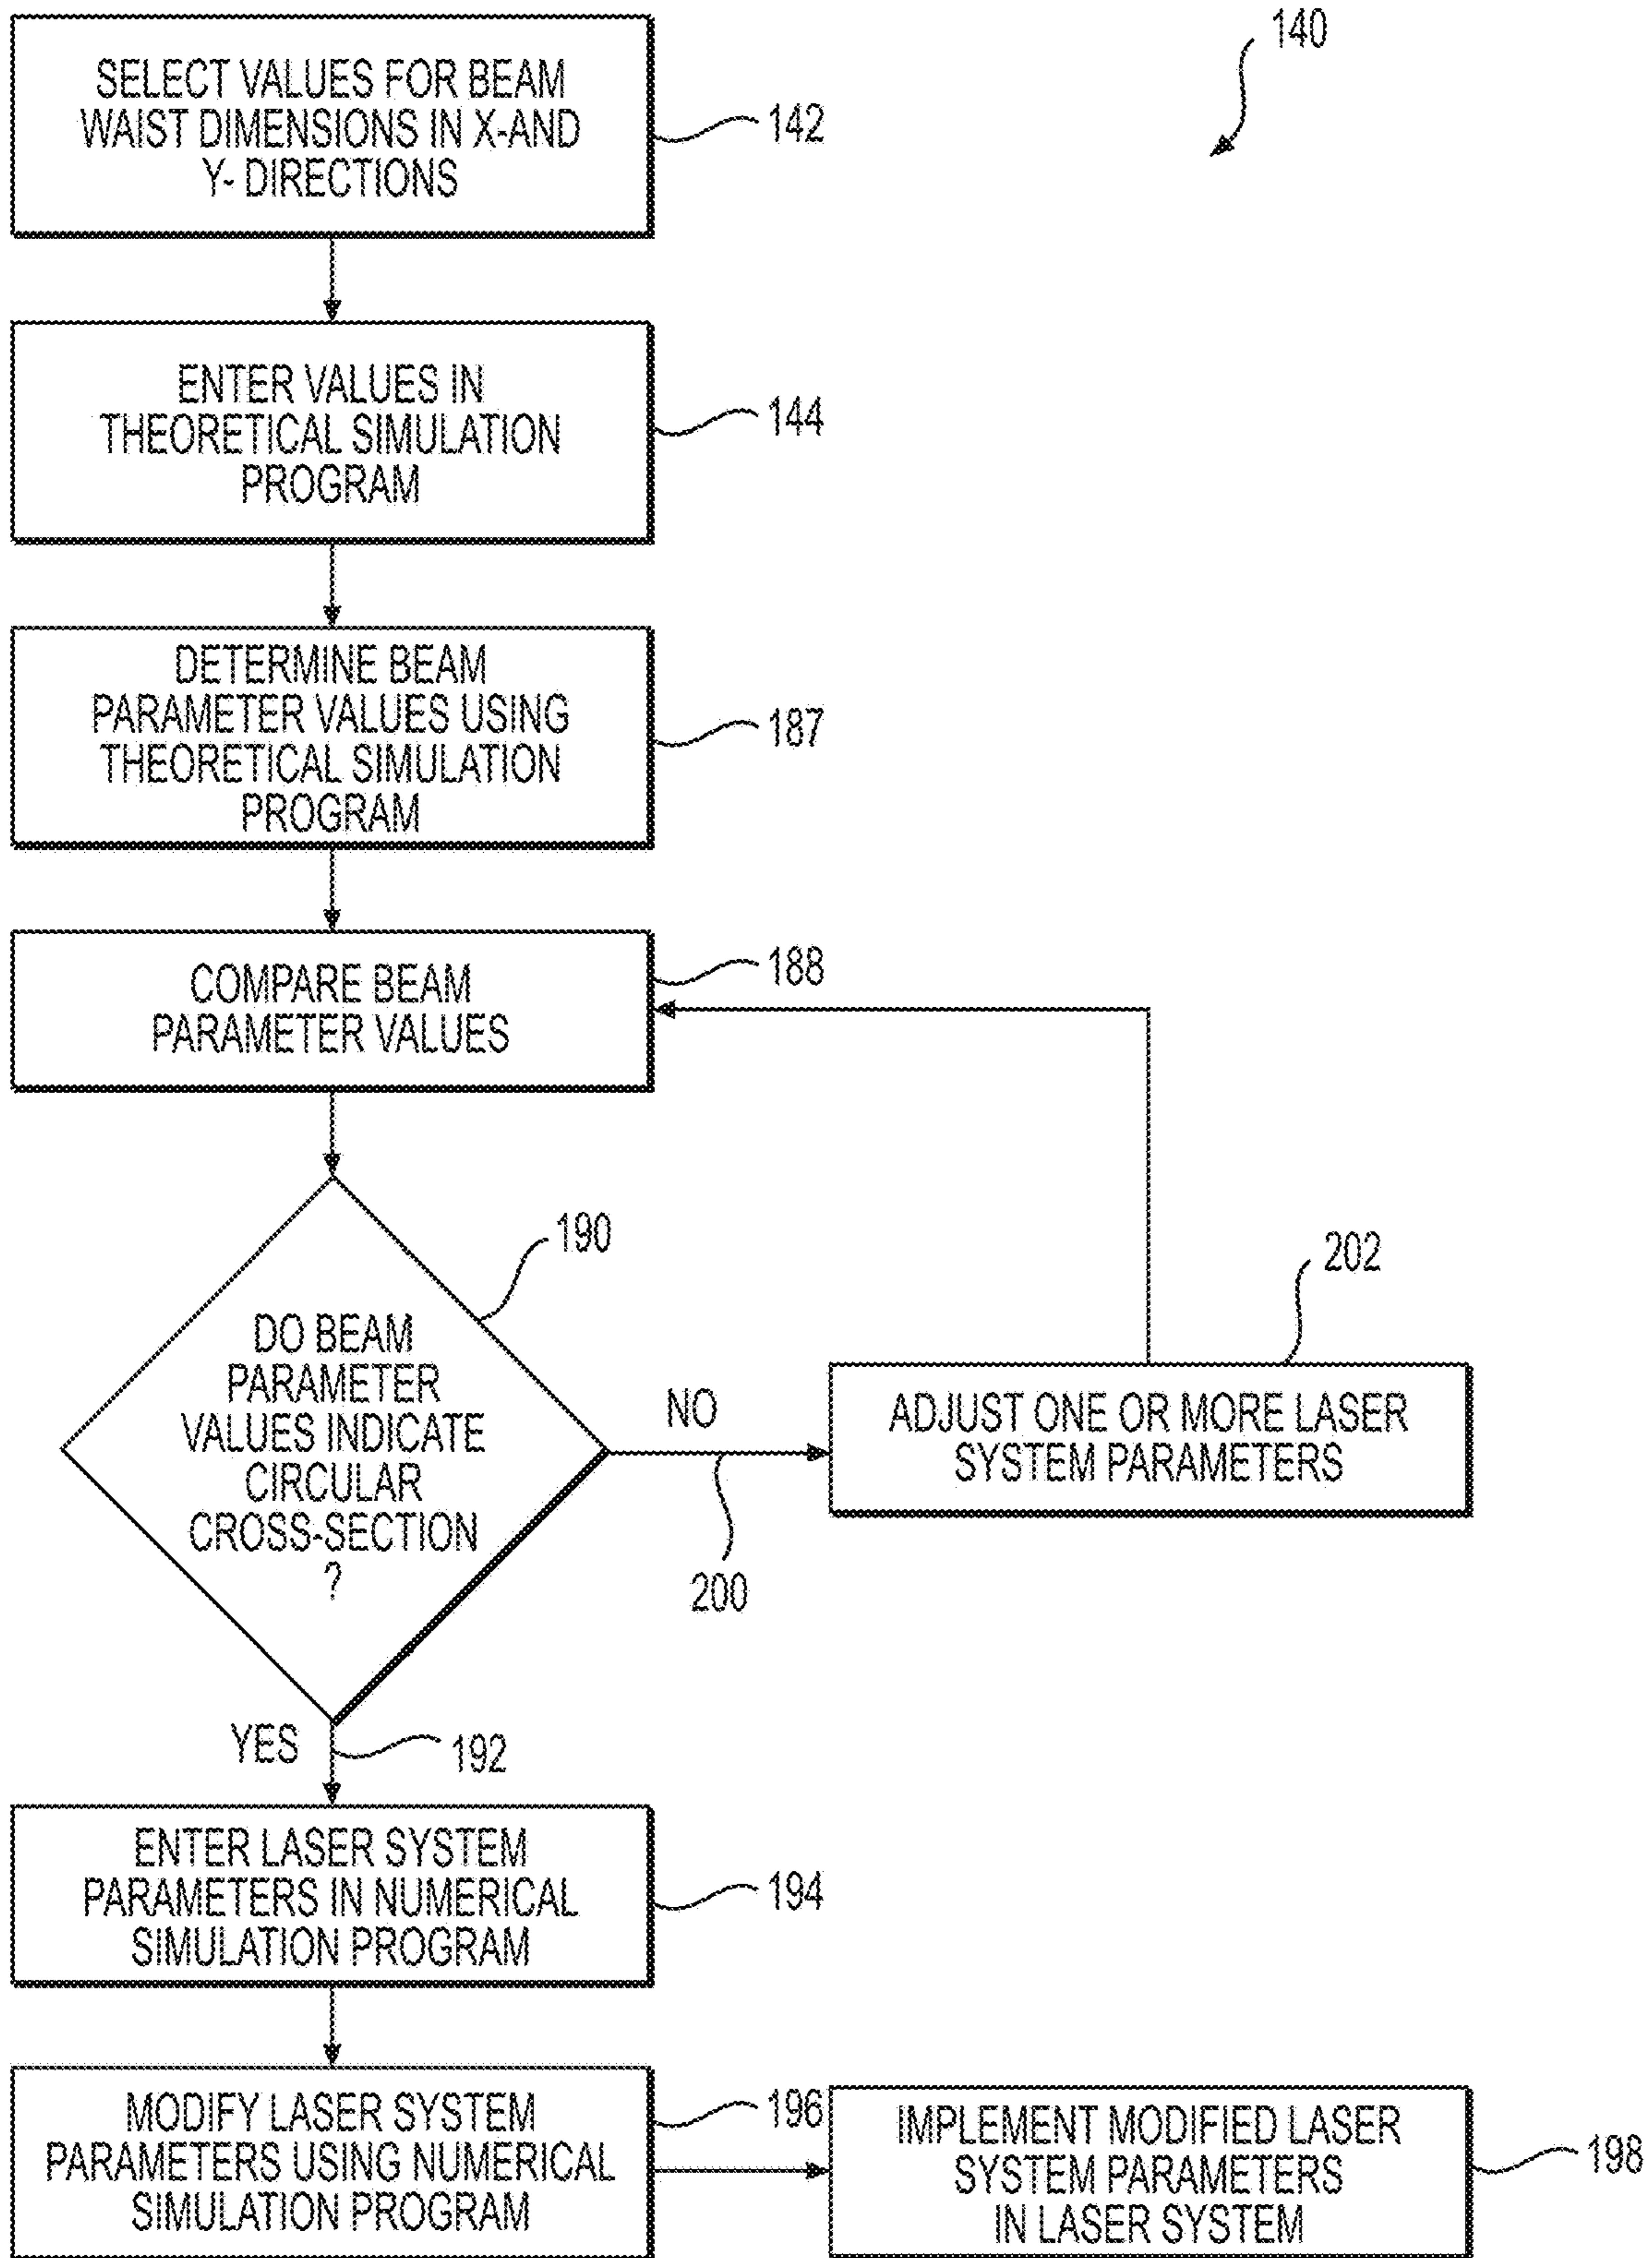 140
SELECT VALUES FOR BEAM
WAIST DIMENSIONS IN X-AND
Y- DIRECTIONS
142
ENTER VALUES IN
THEORETICAL SIMULATION
PROGRAM
144
DETERMINE BEAM
PARAMETER VALUES USING
THEORETICAL SIMULATION
PROGRAM
187
COMPARE BEAM
PARAMETER VALUES
188
190
DO BEAM
PARAMETER
VALUES INDICATE
CIRCULAR
CROSS-SECTION
?
NO
200
202
ADJUST ONE OR MORE LASER
SYSTEM PARAMETERS
YES
192
ENTER LASER SYSTEM
PARAMETERS IN NUMERICAL
SIMULATION PROGRAM
194
MODIFY LASER SYSTEM
PARAMETERS USING NUMERICAL
SIMULATION PROGRAM
196
IMPLEMENT MODIFIED LASER
SYSTEM PARAMETERS
IN LASER SYSTEM
198